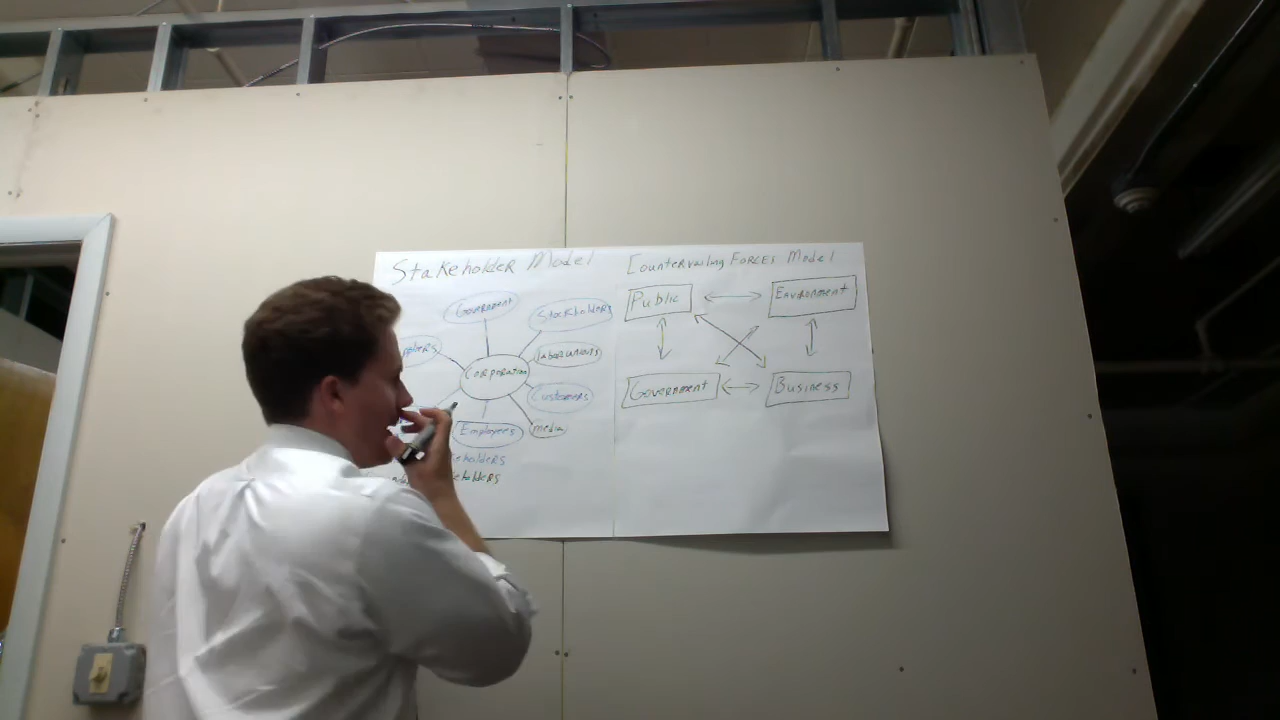 Stakeholder Model
Government
Stockholders
labor unions
Corporation
Customers
Employees
media
Countervailing Forces Model
Public
Environment
Government
Business